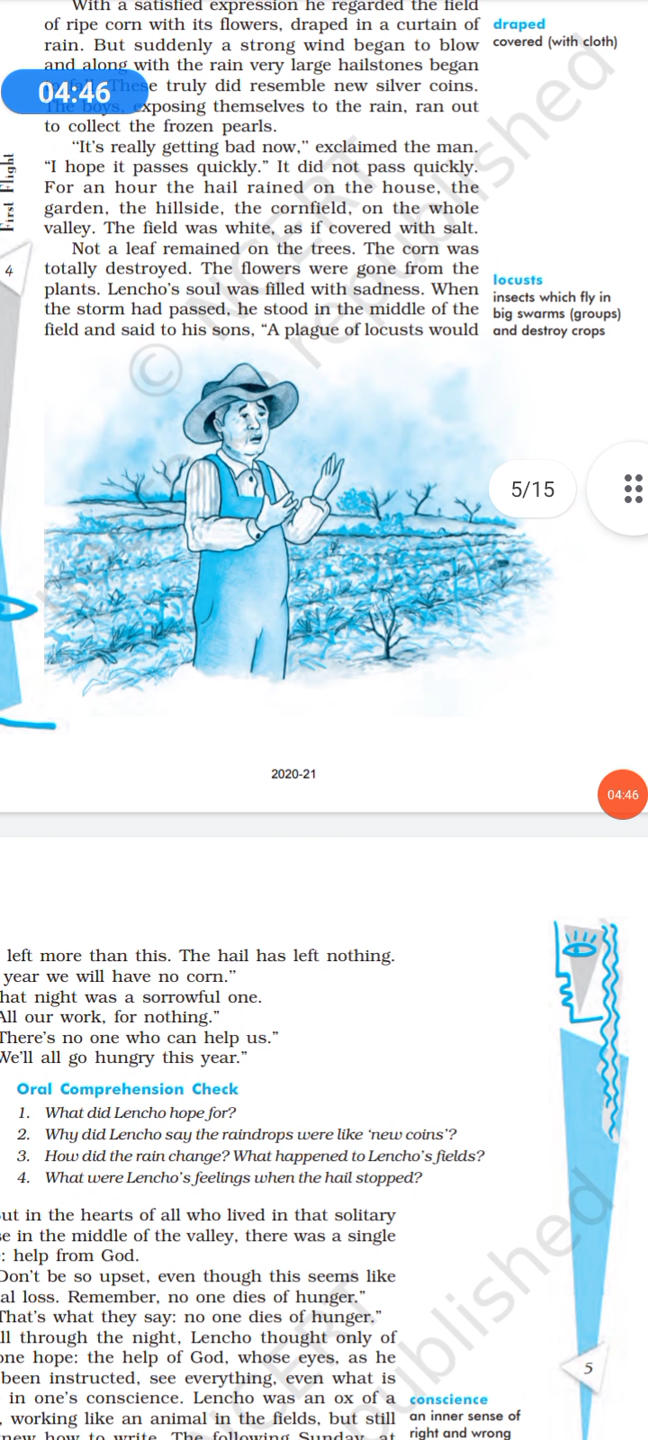 With a satisfied expression he regarded the field
of ripe corn with its flowers, draped in a curtain of
rain. But suddenly a strong wind began to blow
and along with the rain very large hailstones began
These truly did resemble new silver coins.
The boys, exposing themselves to the rain, ran out
to collect the frozen pearls.
“It’s really getting bad now,” exclaimed the man.
“I hope it passes quickly.” It did not pass quickly.
For an hour the hail rained on the house, the
garden, the hillside, the cornfield, on the whole
valley. The field was white, as if covered with salt.
Not a leaf remained on the trees. The corn was
totally destroyed. The flowers were gone from the
plants. Lencho’s soul was filled with sadness. When
the storm had passed, he stood in the middle of the
field and said to his sons, “A plague of locusts would
draped
covered (with cloth)
locusts
insects which fly in
big swarms (groups)
and destroy crops
04:46
First Flight
4
© NCERT
republished
5/15
2020-21
04:46
left more than this. The hail has left nothing.
year we will have no corn.”
hat night was a sorrowful one.
All our work, for nothing.”
There’s no one who can help us.”
We’ll all go hungry this year.”
Oral Comprehension Check
1. What did Lencho hope for?
2. Why did Lencho say the raindrops were like ‘new coins’?
3. How did the rain change? What happened to Lencho’s fields?
4. What were Lencho’s feelings when the hail stopped?
ut in the hearts of all who lived in that solitary
se in the middle of the valley, there was a single
: help from God.
Don’t be so upset, even though this seems like
al loss. Remember, no one dies of hunger.”
That’s what they say: no one dies of hunger.”
ll through the night, Lencho thought only of
one hope: the help of God, whose eyes, as he
been instructed, see everything, even what is
in one’s conscience. Lencho was an ox of a
, working like an animal in the fields, but still
knew how to write. The following Sunday, at
conscience
an inner sense of
right and wrong
5
NCERT
republished